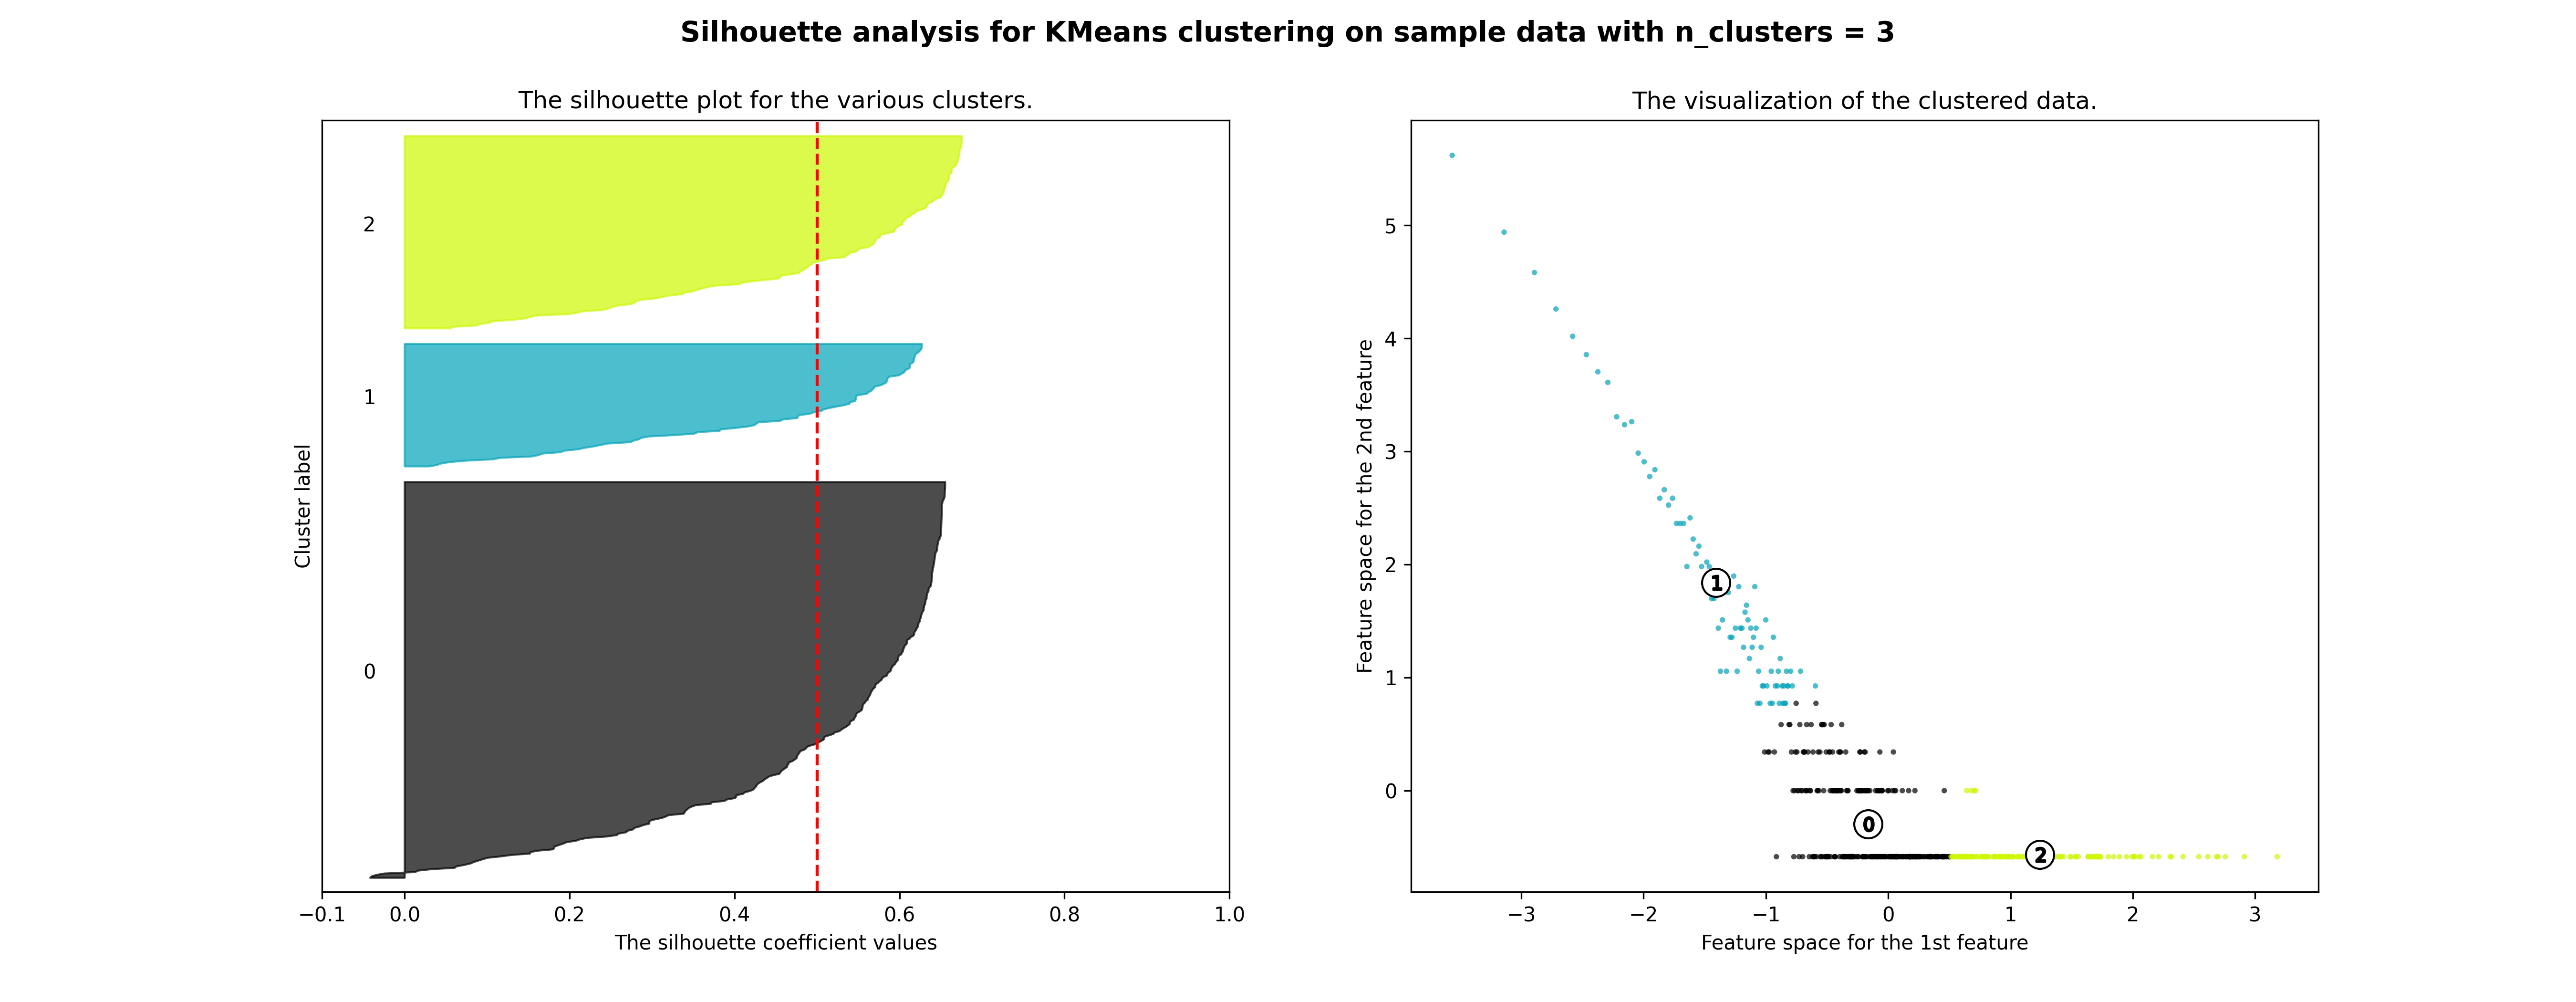 Silhouette analysis for KMeans clustering on sample data with n_clusters = 3
The silhouette plot for the various clusters.
2
1
0
Cluster label
−0.1 0.0 0.2 0.4 0.6 0.8 1.0
The silhouette coefficient values
The visualization of the clustered data.
5
4
3
2
1
0
Feature space for the 2nd feature
1
0
2
−3 −2 −1 0 1 2 3
Feature space for the 1st feature